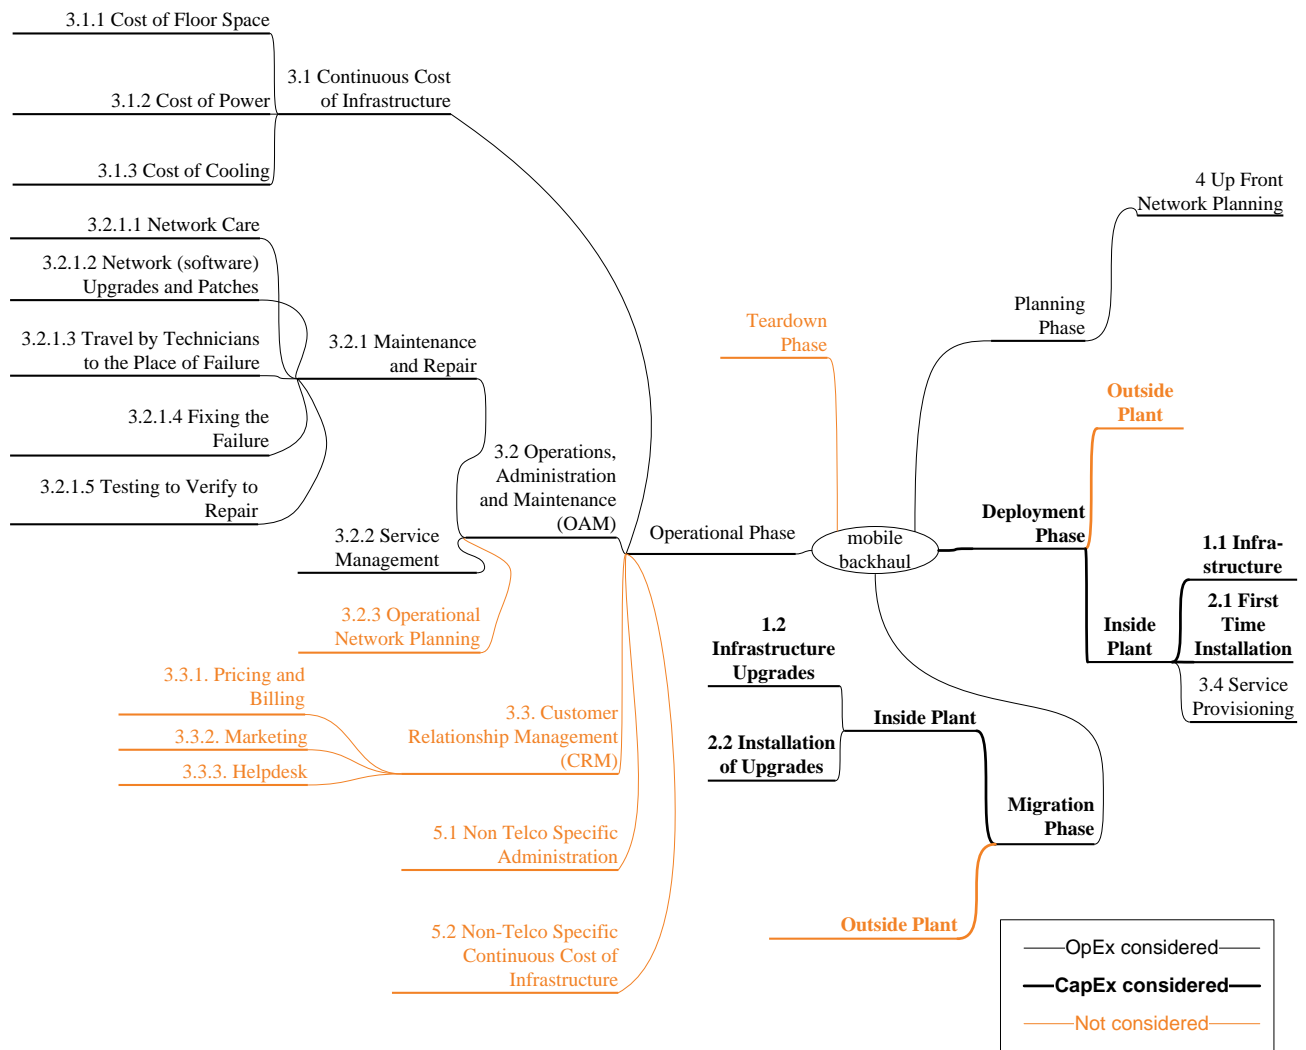 3.1.1 Cost of Floor Space
3.1 Continuous Cost
of Infrastructure
3.1.2 Cost of Power
3.1.3 Cost of Cooling
3.2.1.1 Network Care
3.2.1.2 Network (software)
Upgrades and Patches
3.2.1.3 Travel by Technicians
to the Place of Failure
3.2.1 Maintenance
and Repair
3.2.1.4 Fixing the
Failure
3.2.1.5 Testing to Verify to
Repair
3.2 Operations,
Administration
and Maintenance
(OAM)
3.2.2 Service
Management
3.2.3 Operational
Network Planning
3.3.1. Pricing and
Billing
3.3.2. Marketing
3.3.3. Helpdesk
3.3. Customer
Relationship Management
(CRM)
5.1 Non Telco Specific
Administration
5.2 Non-Telco Specific
Continuous Cost of
Infrastructure
Operational Phase
mobile
backhaul
Teardown
Phase
4 Up Front
Network Planning
Planning
Phase
Outside
Plant
Deployment
Phase
1.1 Infra-
structure
2.1 First
Time
Installation
Inside
Plant
3.4 Service
Provisioning
1.2
Infrastructure
Upgrades
Inside Plant
2.2 Installation
of Upgrades
Migration
Phase
Outside Plant
OpEx considered
CapEx considered
Not considered